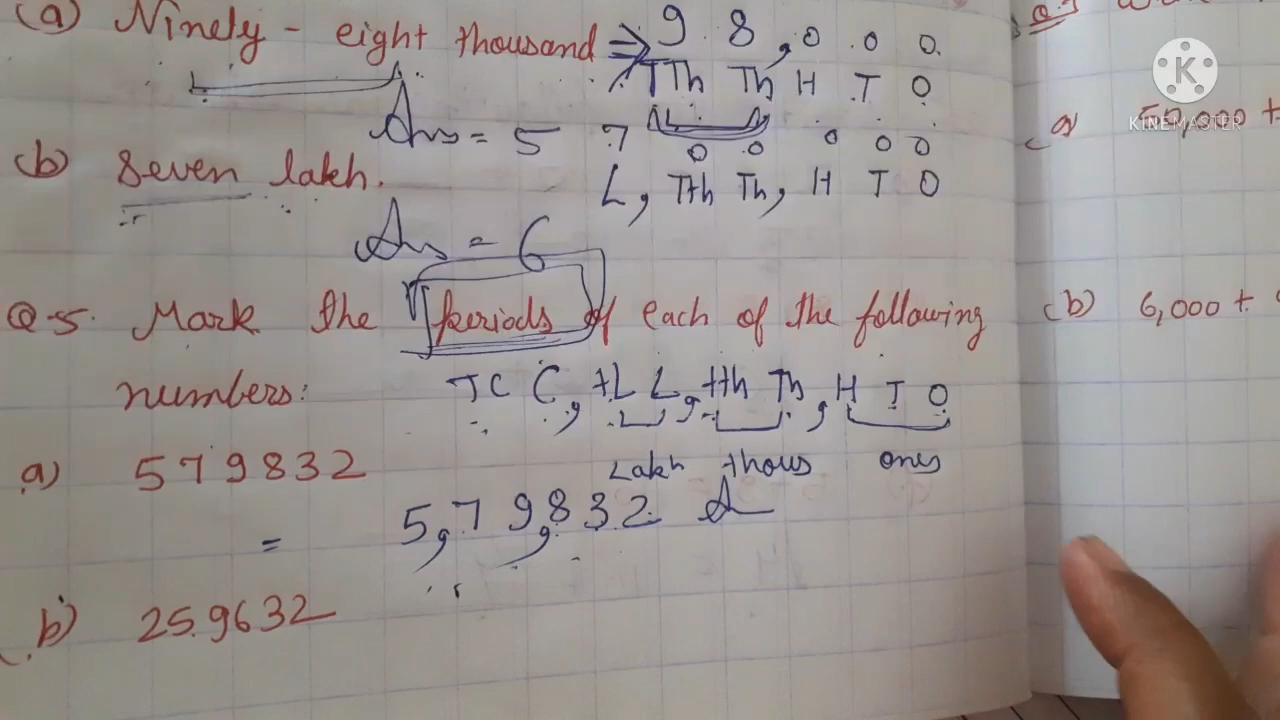 (a) Ninety - eight thousand ⇒ 9 8 , 0 0 0
TTh Th H T O
Ans = 5 7 0 0 0 0 0
(b) Seven lakh. L, Tth Th, H T O
Ans = 6
Q-5. Mark the periods of each of the following
numbers: TC C, tL L, tth Th, H T O
a) 579832 Lakh thous ones
= 5,79,832
b) 259632
Q
KINEMASTER
(a) 50,000 +
(b) 6,000 +